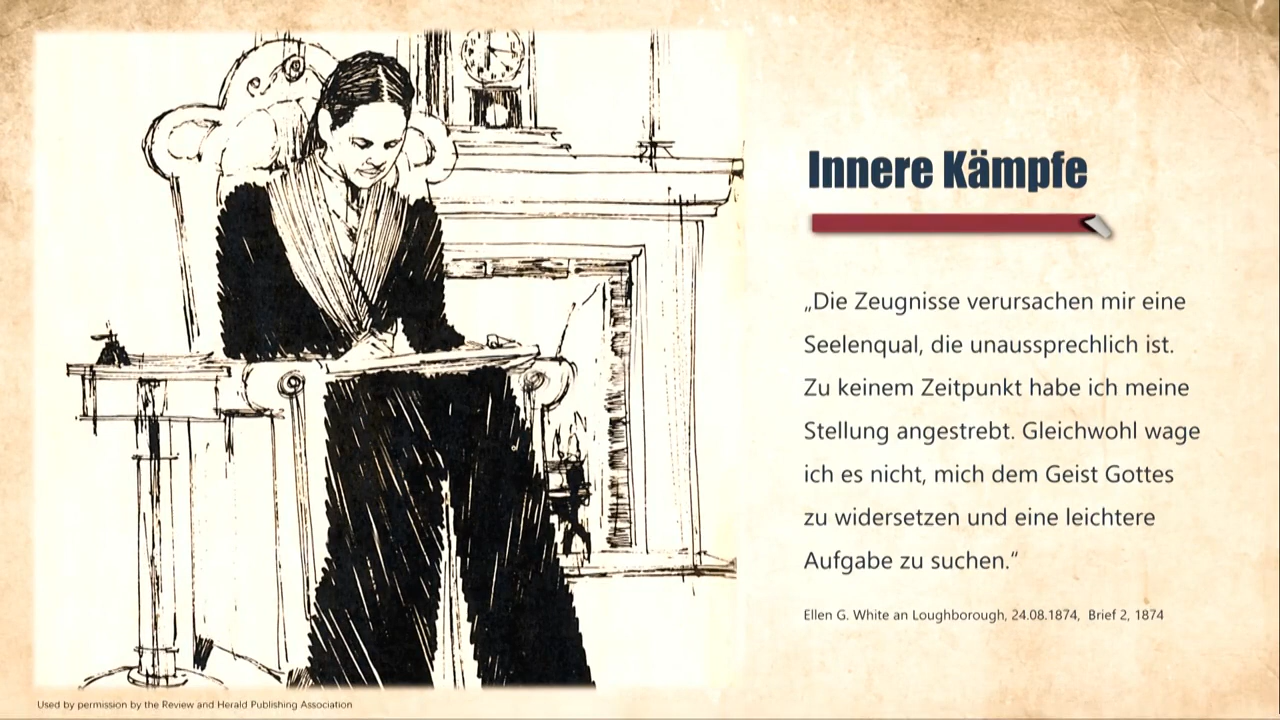 Innere Kämpfe
„Die Zeugnisse verursachen mir eine
Seelenqual, die unaussprechlich ist.
Zu keinem Zeitpunkt habe ich meine
Stellung angestrebt. Gleichwohl wage
ich es nicht, mich dem Geist Gottes
zu widersetzen und eine leichtere
Aufgabe zu suchen.“
Ellen G. White an Loughborough, 24.08.1874, Brief 2, 1874
Used by permission by the Review and Herald Publishing Association